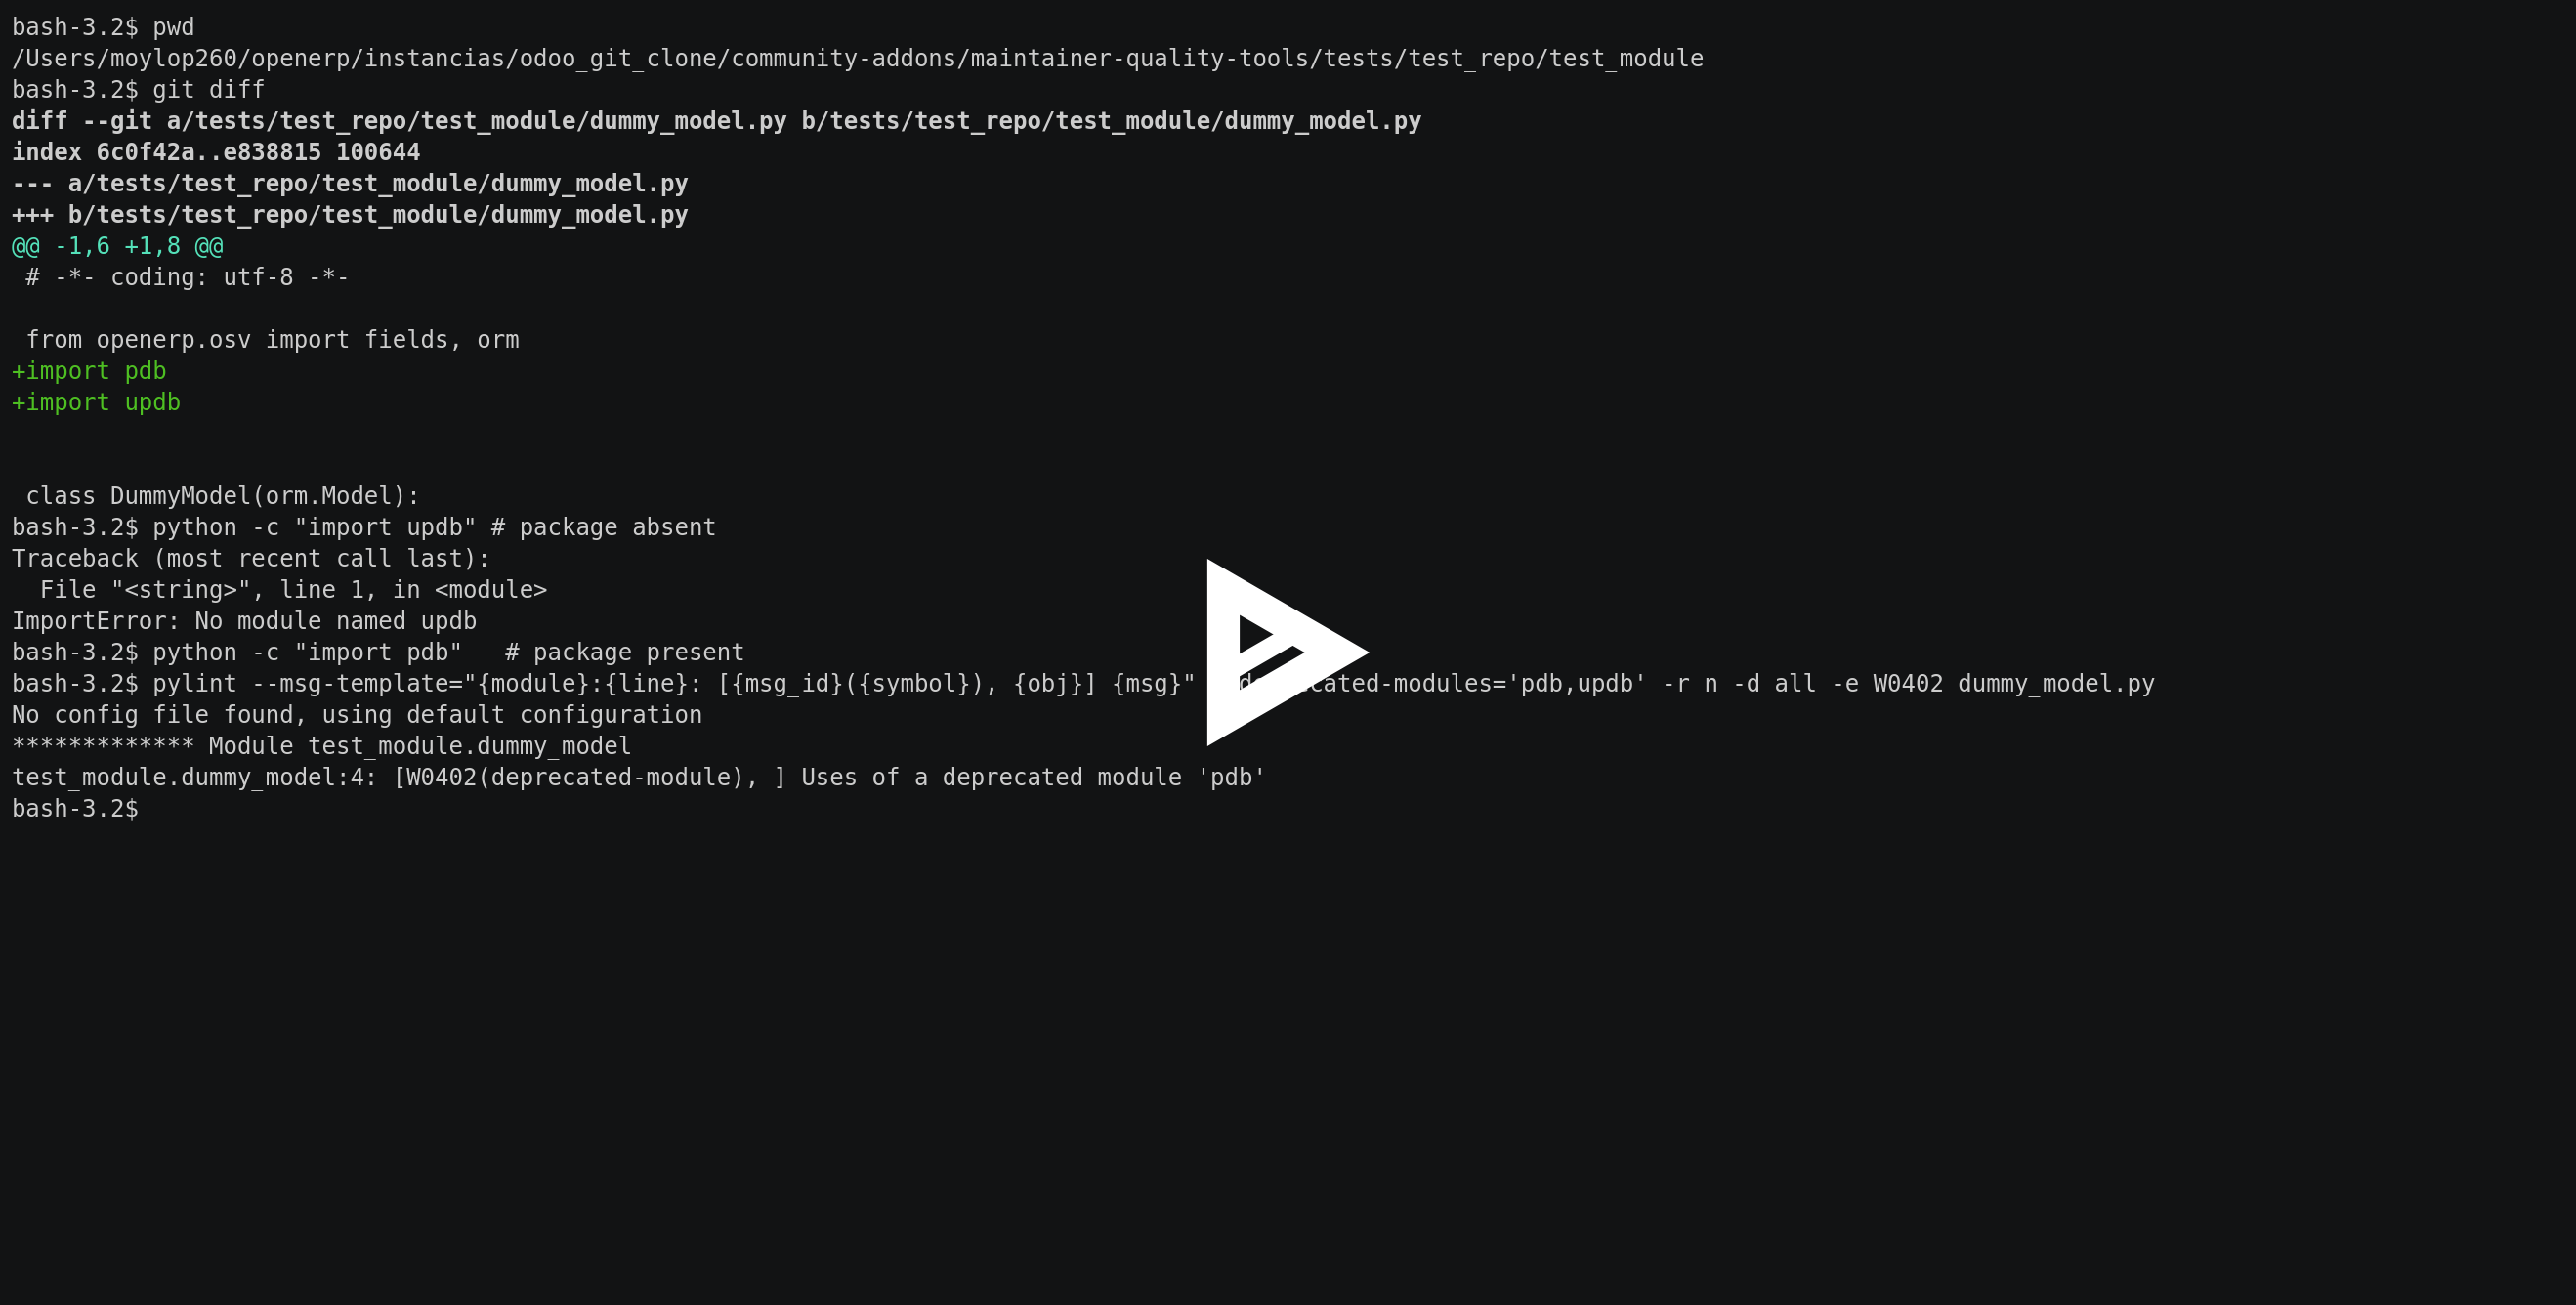 bash-3.2$ pwd
/Users/moylop260/openerp/instancias/odoo_git_clone/community-addons/maintainer-quality-tools/tests/test_repo/test_module
bash-3.2$ git diff
diff --git a/tests/test_repo/test_module/dummy_model.py b/tests/test_repo/test_module/dummy_model.py
index 6c0f42a..e838815 100644
--- a/tests/test_repo/test_module/dummy_model.py
+++ b/tests/test_repo/test_module/dummy_model.py
@@ -1,6 +1,8 @@
 # -*- coding: utf-8 -*-
 from openerp.osv import fields, orm
+import pdb
+import updb
 class DummyModel(orm.Model):
bash-3.2$ python -c "import updb" # package absent
Traceback (most recent call last):
  File "<string>", line 1, in <module>
ImportError: No module named updb
bash-3.2$ python -c "import pdb"   # package present
bash-3.2$ pylint --msg-template="{module}:{line}: [{msg_id}({symbol}), {obj}] {msg}" cated-modules='pdb,updb' -r n -d all -e W0402 dummy_model.py
No config file found, using default configuration
************* Module test_module.dummy_model
test_module.dummy_model:4: [W0402(deprecated-module), ] Uses of a deprecated module 'pdb'
bash-3.2$